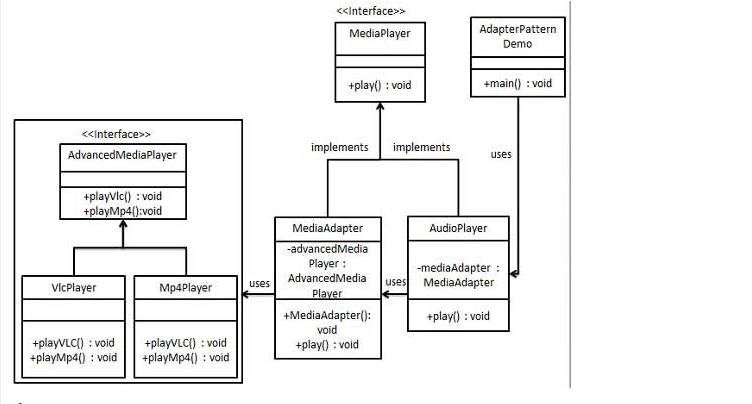 <<Interface>>
MediaPlayer
+play() : void
AdapterPattern
Demo
+main() : void
implements
implements
uses
<<Interface>>
AdvancedMediaPlayer
+playVlc() : void
+playMp4():void
VlcPlayer
+playVLC() : void
+playMp4() : void
Mp4Player
+playVLC() : void
+playMp4() : void
uses
MediaAdapter
-advancedMedia
Player :
AdvancedMedia
Player
+MediaAdapter():
void
+play() : void
uses
AudioPlayer
-mediaAdapter :
MediaAdapter
+play() : void